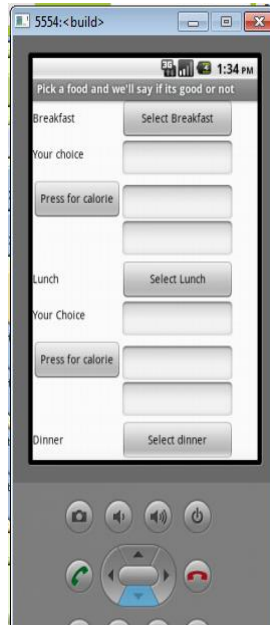 5554:<build>
3G 1:34 PM
Pick a food and we'll say if its good or not
Breakfast Select Breakfast
Your choice
Press for calorie
Lunch Select Lunch
Your Choice
Press for calorie
Dinner Select dinner